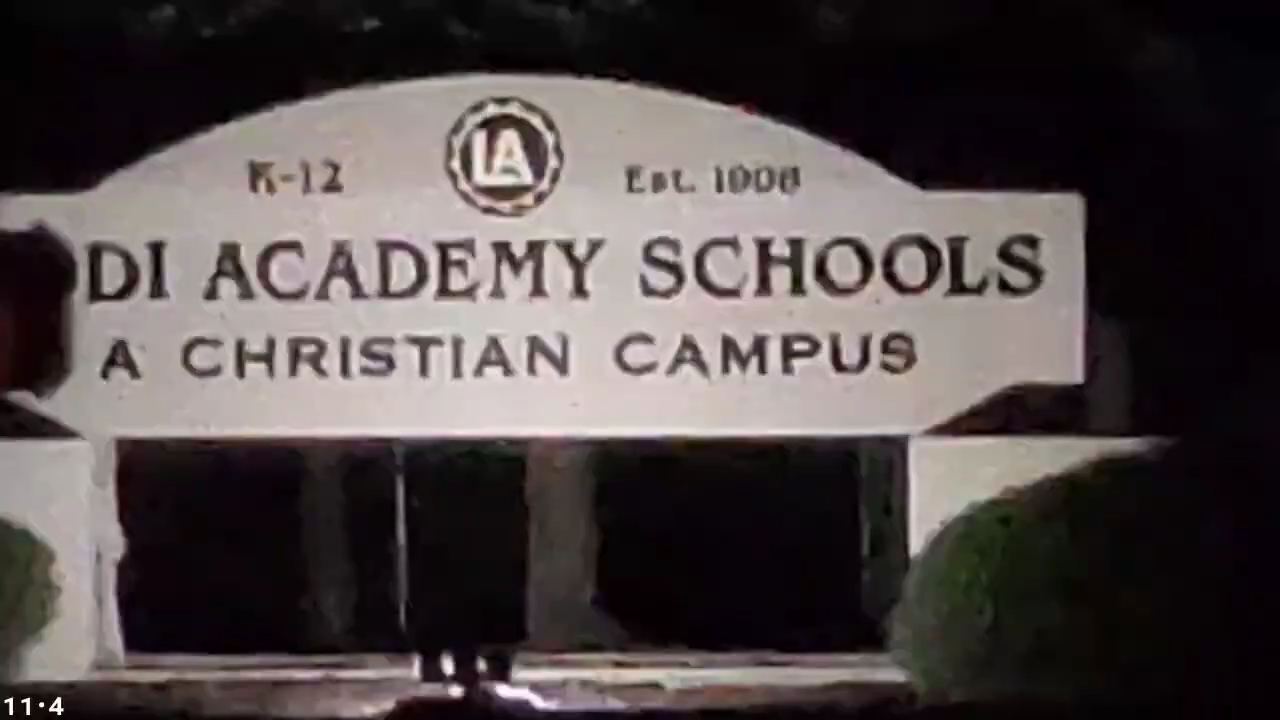 LA
K-12
Est. 1908
DI ACADEMY SCHOOLS
A CHRISTIAN CAMPUS
11·4